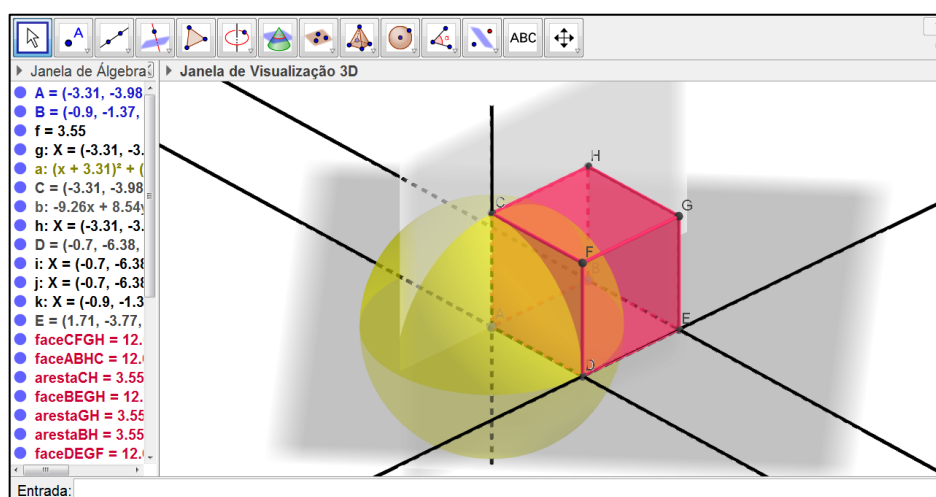 A
ABC
Janela de Álgebra
Janela de Visualização 3D
A = (-3.31, -3.98
B = (-0.9, -1.37,
f = 3.55
g: X = (-3.31, -3.
a: (x + 3.31)² + (
C = (-3.31, -3.98
b: -9.26x + 8.54y
h: X = (-3.31, -3.
D = (-0.7, -6.38,
i: X = (-0.7, -6.38
j: X = (-0.7, -6.38
k: X = (-0.9, -1.3
E = (1.71, -3.77,
faceCFGH = 12.
faceABHC = 12.
arestaCH = 3.55
faceBEGH = 12.
arestaGH = 3.55
arestaBH = 3.55
faceDEGF = 12.
H
C
G
F
B
A
E
D
Entrada: